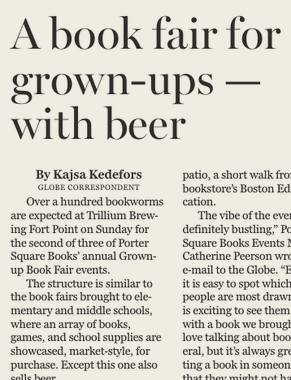 A book fair for
grown-ups —
with beer
By Kajsa Kedefors
GLOBE CORRESPONDENT
Over a hundred bookworms
are expected at Trillium Brew-
ing Fort Point on Sunday for
the second of three of Porter
Square Books' annual Grown-
up Book Fair events.
The structure is similar to
the book fairs brought to ele-
mentary and middle schools,
where an array of books,
games, and school supplies are
showcased, market-style, for
purchase. Except this one also
sells beer.
patio, a short walk from
bookstore's Boston Ed
cation.
The vibe of the eve
definitely bustling," Po
Square Books Events M
Catherine Peerson wro
e-mail to the Globe. "E
it is easy to spot which
people are most drawn
is exciting to see them
with a book we brough
love talking about boo
eral, but it's always gre
ting a book in someon
that they might not ha